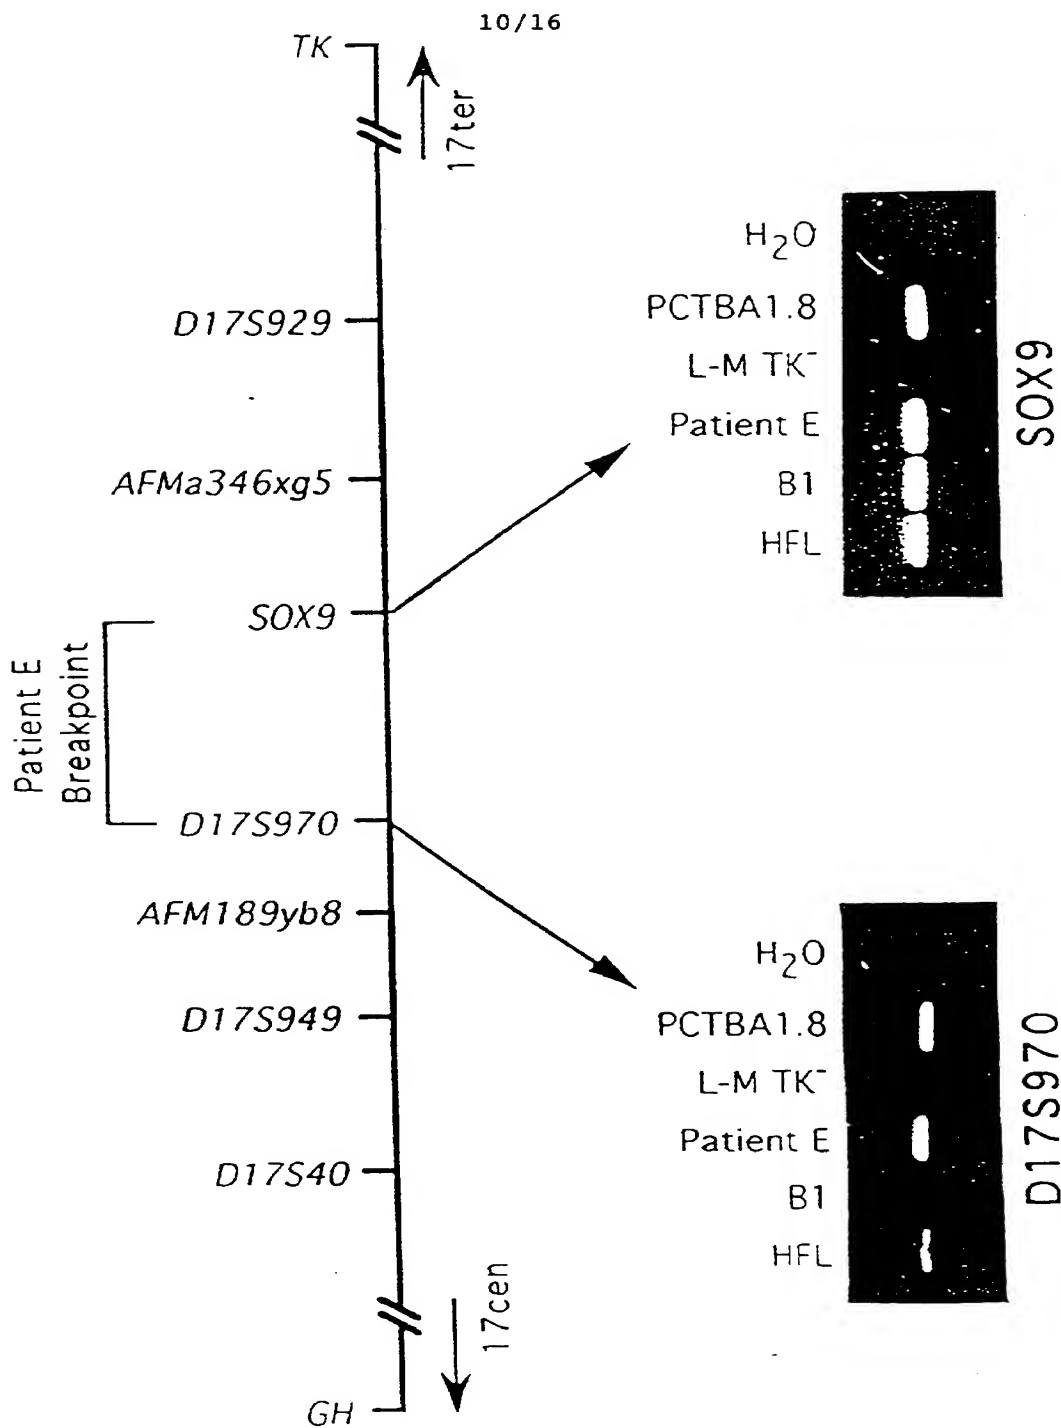 10/16
TK
17ter
D17S929
AFMa346xg5
SOX9
Patient E
Breakpoint
D17S970
AFM189yb8
D17S949
D17S40
17cen
GH
H₂O
PCTBA1.8
L-M TK⁻
Patient E
B1
HFL
SOX9
H₂O
PCTBA1.8
L-M TK⁻
Patient E
B1
HFL
D17S970